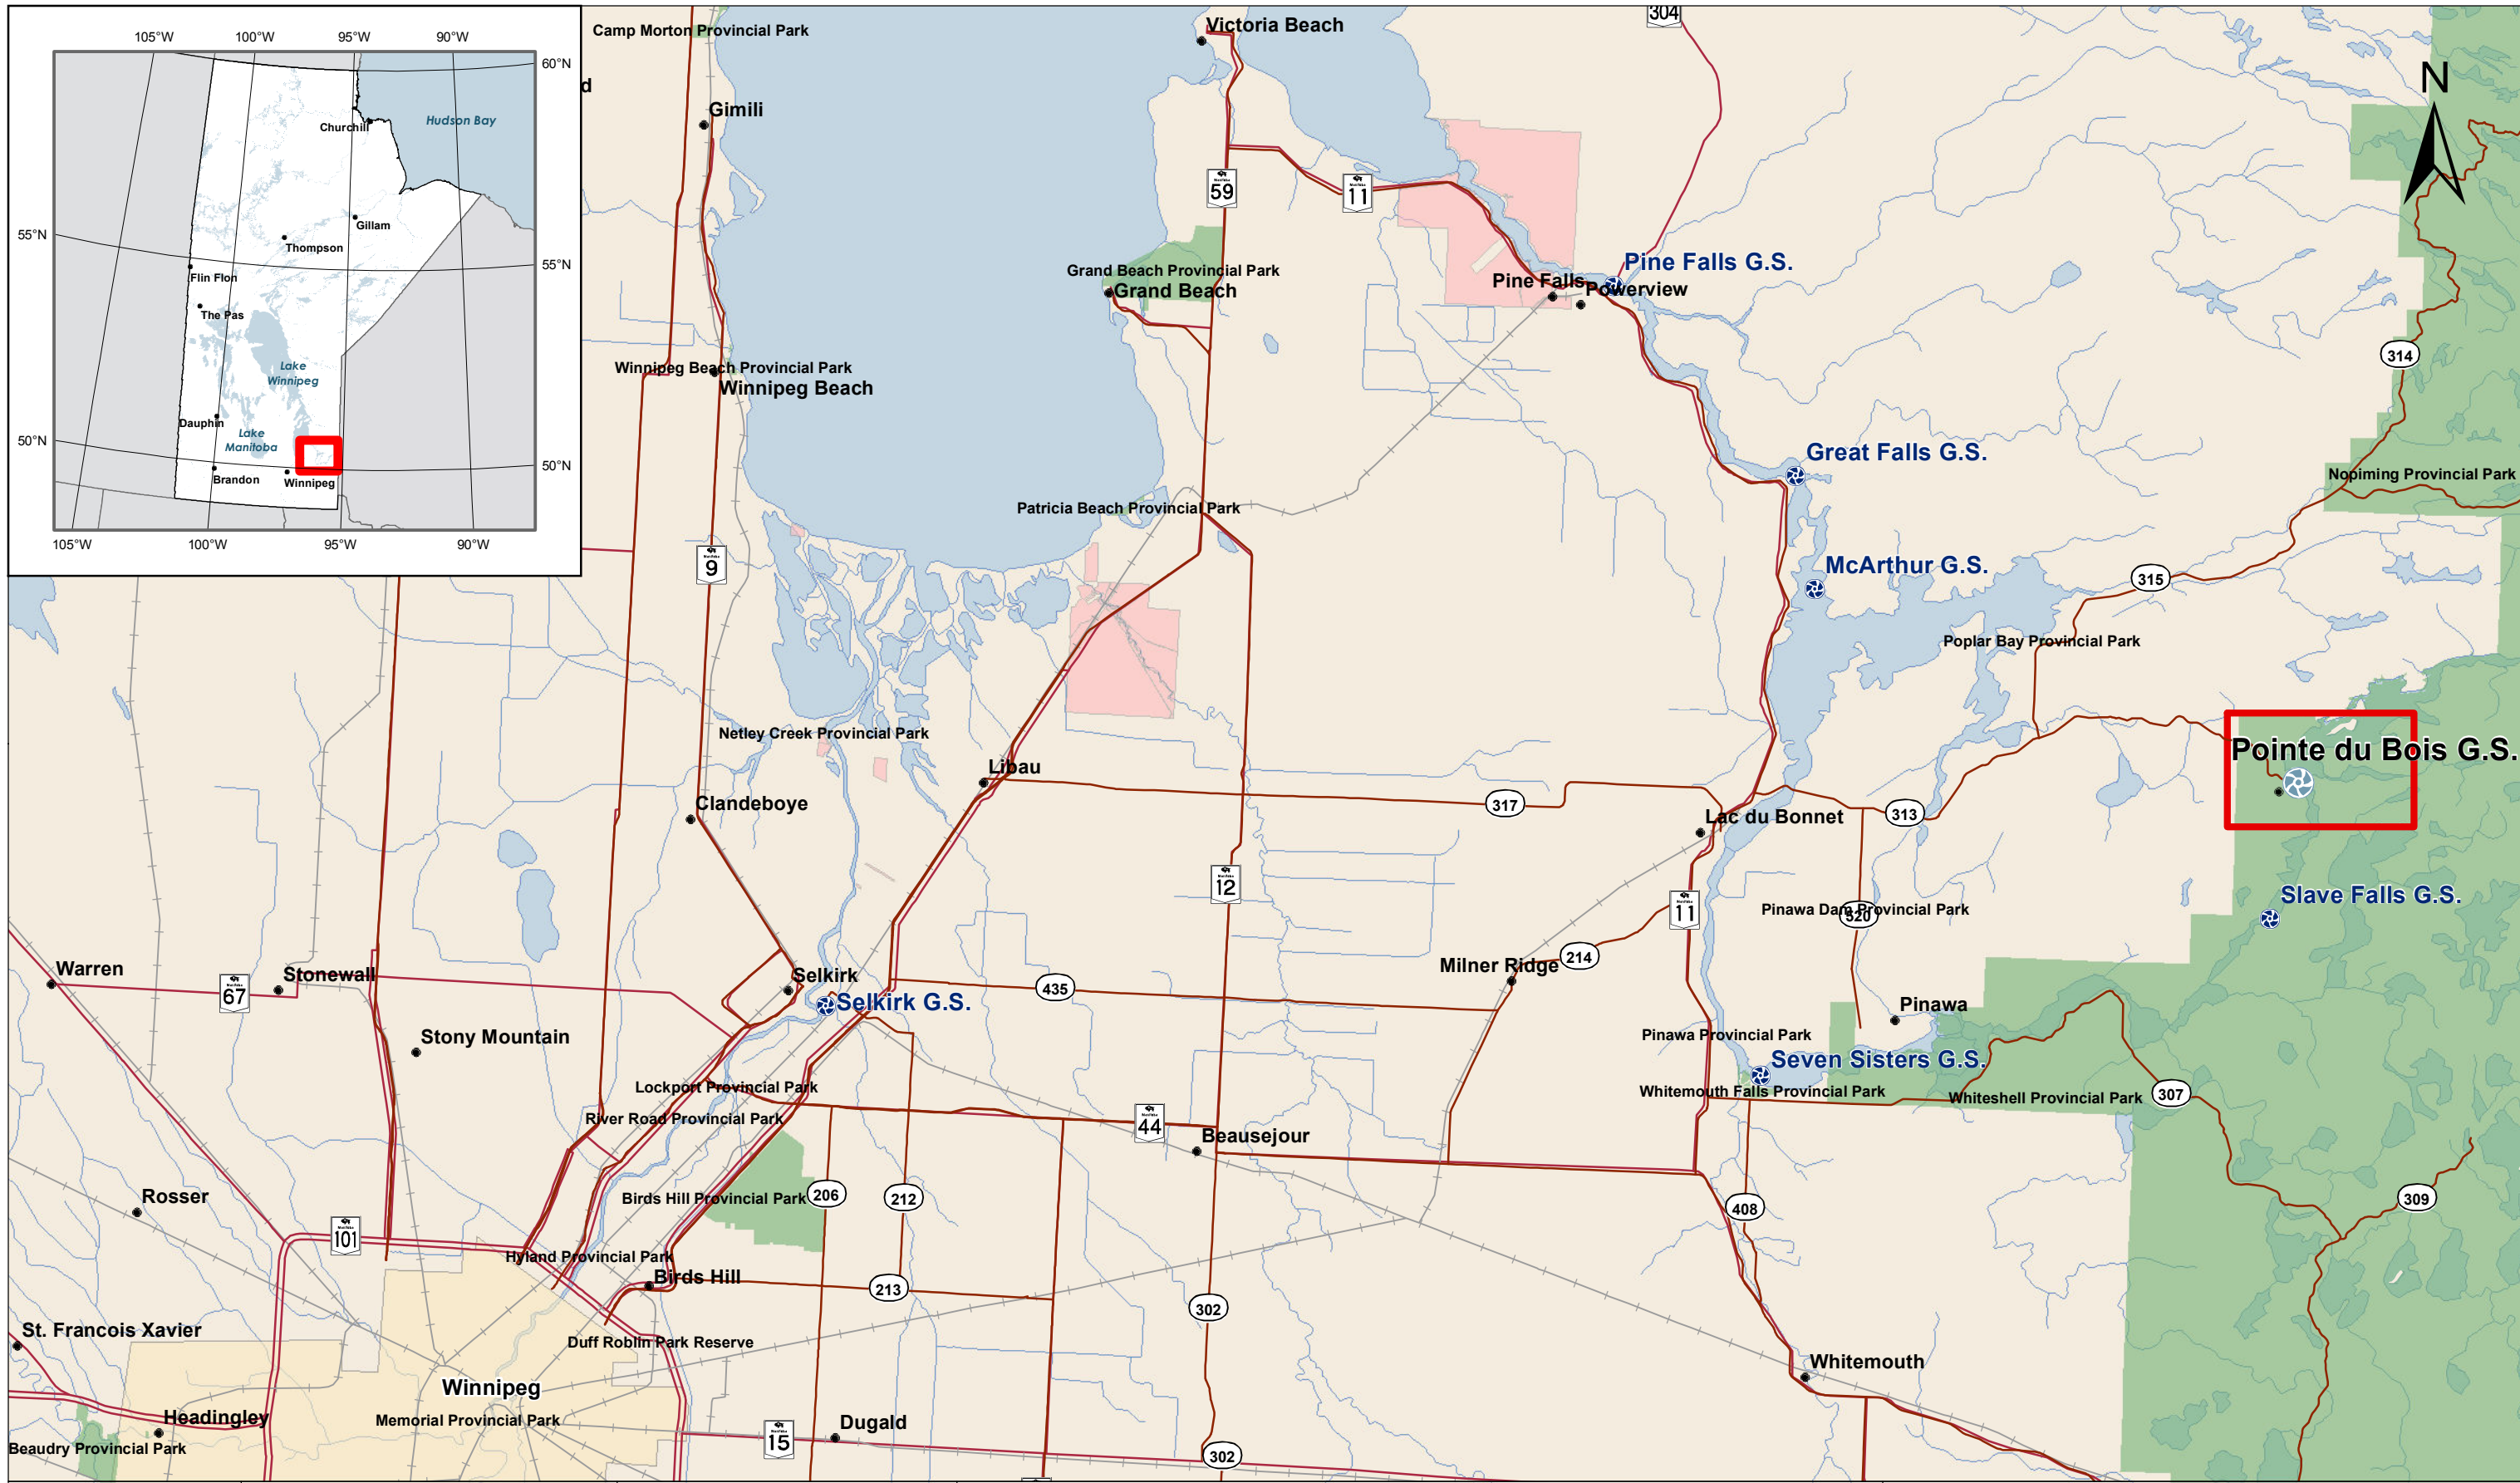 105°W
100°W
95°W
90°W
60°N
Churchill
Hudson Bay
Gillam
55°N
Thompson
55°N
Flin Flon
The Pas
Lake
Winnipeg
Dauphin
Lake
Manitoba
50°N
50°N
Brandon
Winnipeg
105°W
100°W
95°W
90°W
d
Camp Morton Provincial Park
Victoria Beach
304
N
Gimili
59
11
Grand Beach Provincial Park
Grand Beach
Pine Falls G.S.
Pine Falls
Powerview
314
Winnipeg Beach Provincial Park
Winnipeg Beach
Great Falls G.S.
Nopiming Provincial Park
Patricia Beach Provincial Park
9
McArthur G.S.
315
Poplar Bay Provincial Park
Netley Creek Provincial Park
Pointe du Bois G.S.
Libau
Clandeboye
317
Lac du Bonnet
313
12
11
Pinawa Dam Provincial Park
520
Slave Falls G.S.
Warren
Stonewall
67
Selkirk
Selkirk G.S.
435
Milner Ridge
214
Pinawa
Stony Mountain
Pinawa Provincial Park
Seven Sisters G.S.
Lockport Provincial Park
Whitemouth Falls Provincial Park
Whiteshell Provincial Park
307
River Road Provincial Park
44
Beausejour
Rosser
Birds Hill Provincial Park
206
212
408
309
101
Hyland Provincial Park
Birds Hill
213
302
St. Francois Xavier
Duff Roblin Park Reserve
Whitemouth
Winnipeg
Headingley
Memorial Provincial Park
Dugald
Beaudry Provincial Park
15
302